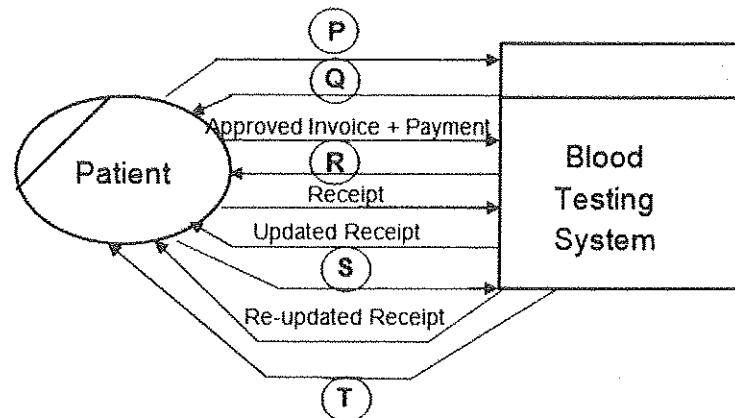 P
Q
Approved Invoice + Payment
R
Patient
Receipt
Updated Receipt
S
Re-updated Receipt
T
Blood
Testing
System